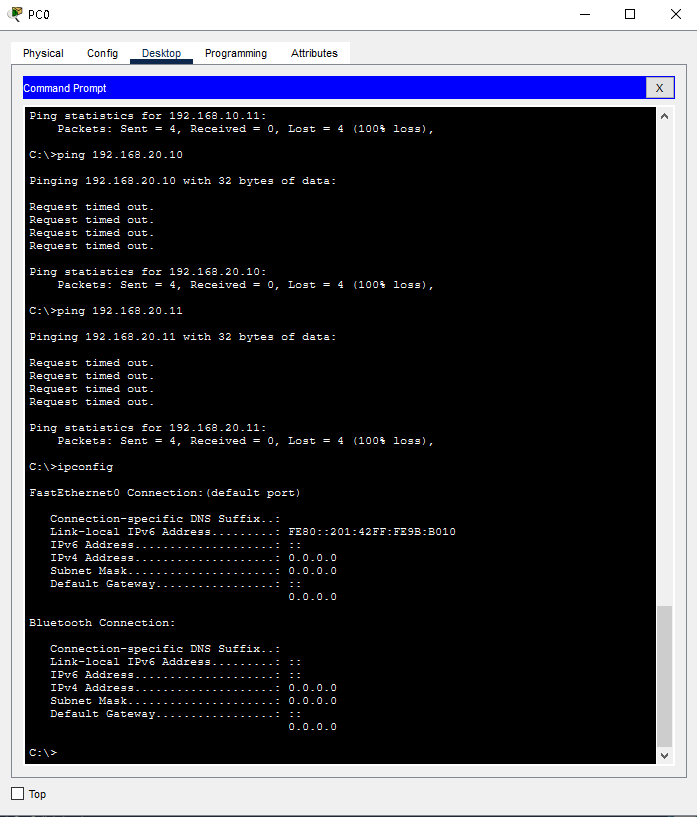 PC0
Physical Config Desktop Programming Attributes
Command Prompt X
Ping statistics for 192.168.10.11:
    Packets: Sent = 4, Received = 0, Lost = 4 (100% loss),
C:\>ping 192.168.20.10
Pinging 192.168.20.10 with 32 bytes of data:
Request timed out.
Request timed out.
Request timed out.
Request timed out.
Ping statistics for 192.168.20.10:
    Packets: Sent = 4, Received = 0, Lost = 4 (100% loss),
C:\>ping 192.168.20.11
Pinging 192.168.20.11 with 32 bytes of data:
Request timed out.
Request timed out.
Request timed out.
Request timed out.
Ping statistics for 192.168.20.11:
    Packets: Sent = 4, Received = 0, Lost = 4 (100% loss),
C:\>ipconfig
FastEthernet0 Connection:(default port)
   Connection-specific DNS Suffix..:
   Link-local IPv6 Address.........: FE80::201:42FF:FE9B:B010
   IPv6 Address....................: ::
   IPv4 Address....................: 0.0.0.0
   Subnet Mask.....................: 0.0.0.0
   Default Gateway.................: ::
                                     0.0.0.0
Bluetooth Connection:
   Connection-specific DNS Suffix..:
   Link-local IPv6 Address.........: ::
   IPv6 Address....................: ::
   IPv4 Address....................: 0.0.0.0
   Subnet Mask.....................: 0.0.0.0
   Default Gateway.................: ::
                                     0.0.0.0
C:\>
Top